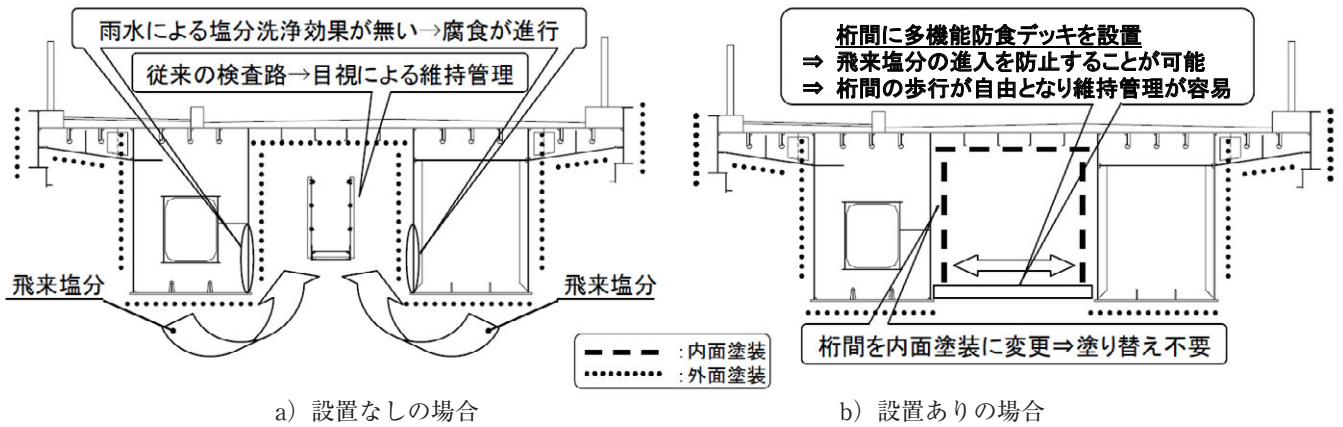 雨水による塩分洗浄効果が無い→腐食が進行
従来の検査路→目視による維持管理
飛来塩分
飛来塩分
a）設置なしの場合
桁間に多機能防食デッキを設置
⇒ 飛来塩分の進入を防止することが可能
⇒ 桁間の歩行が自由となり維持管理が容易
桁間を内面塗装に変更⇒塗り替え不要
：内面塗装
：外面塗装
b）設置ありの場合